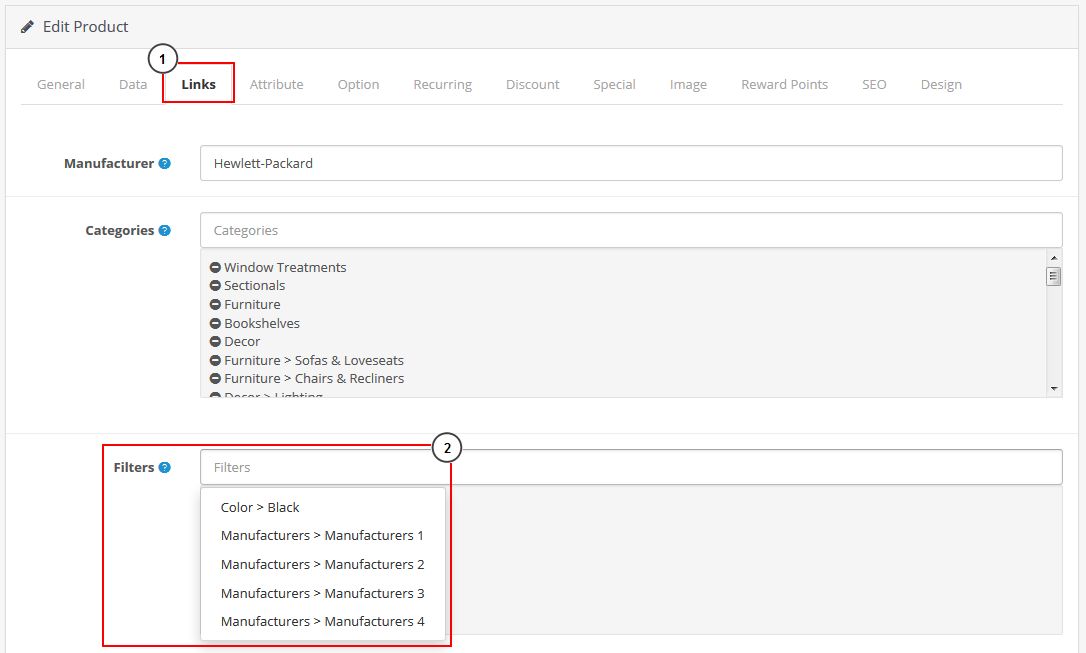 Edit Product
1
General Data Links Attribute Option Recurring Discount Special Image Reward Points SEO Design
Manufacturer ? Hewlett-Packard
Categories ? Categories
Window Treatments
Sectionals
Furniture
Bookshelves
Decor
Furniture > Sofas & Loveseats
Furniture > Chairs & Recliners
Decor > Lighting
2
Filters ? Filters
Color > Black
Manufacturers > Manufacturers 1
Manufacturers > Manufacturers 2
Manufacturers > Manufacturers 3
Manufacturers > Manufacturers 4